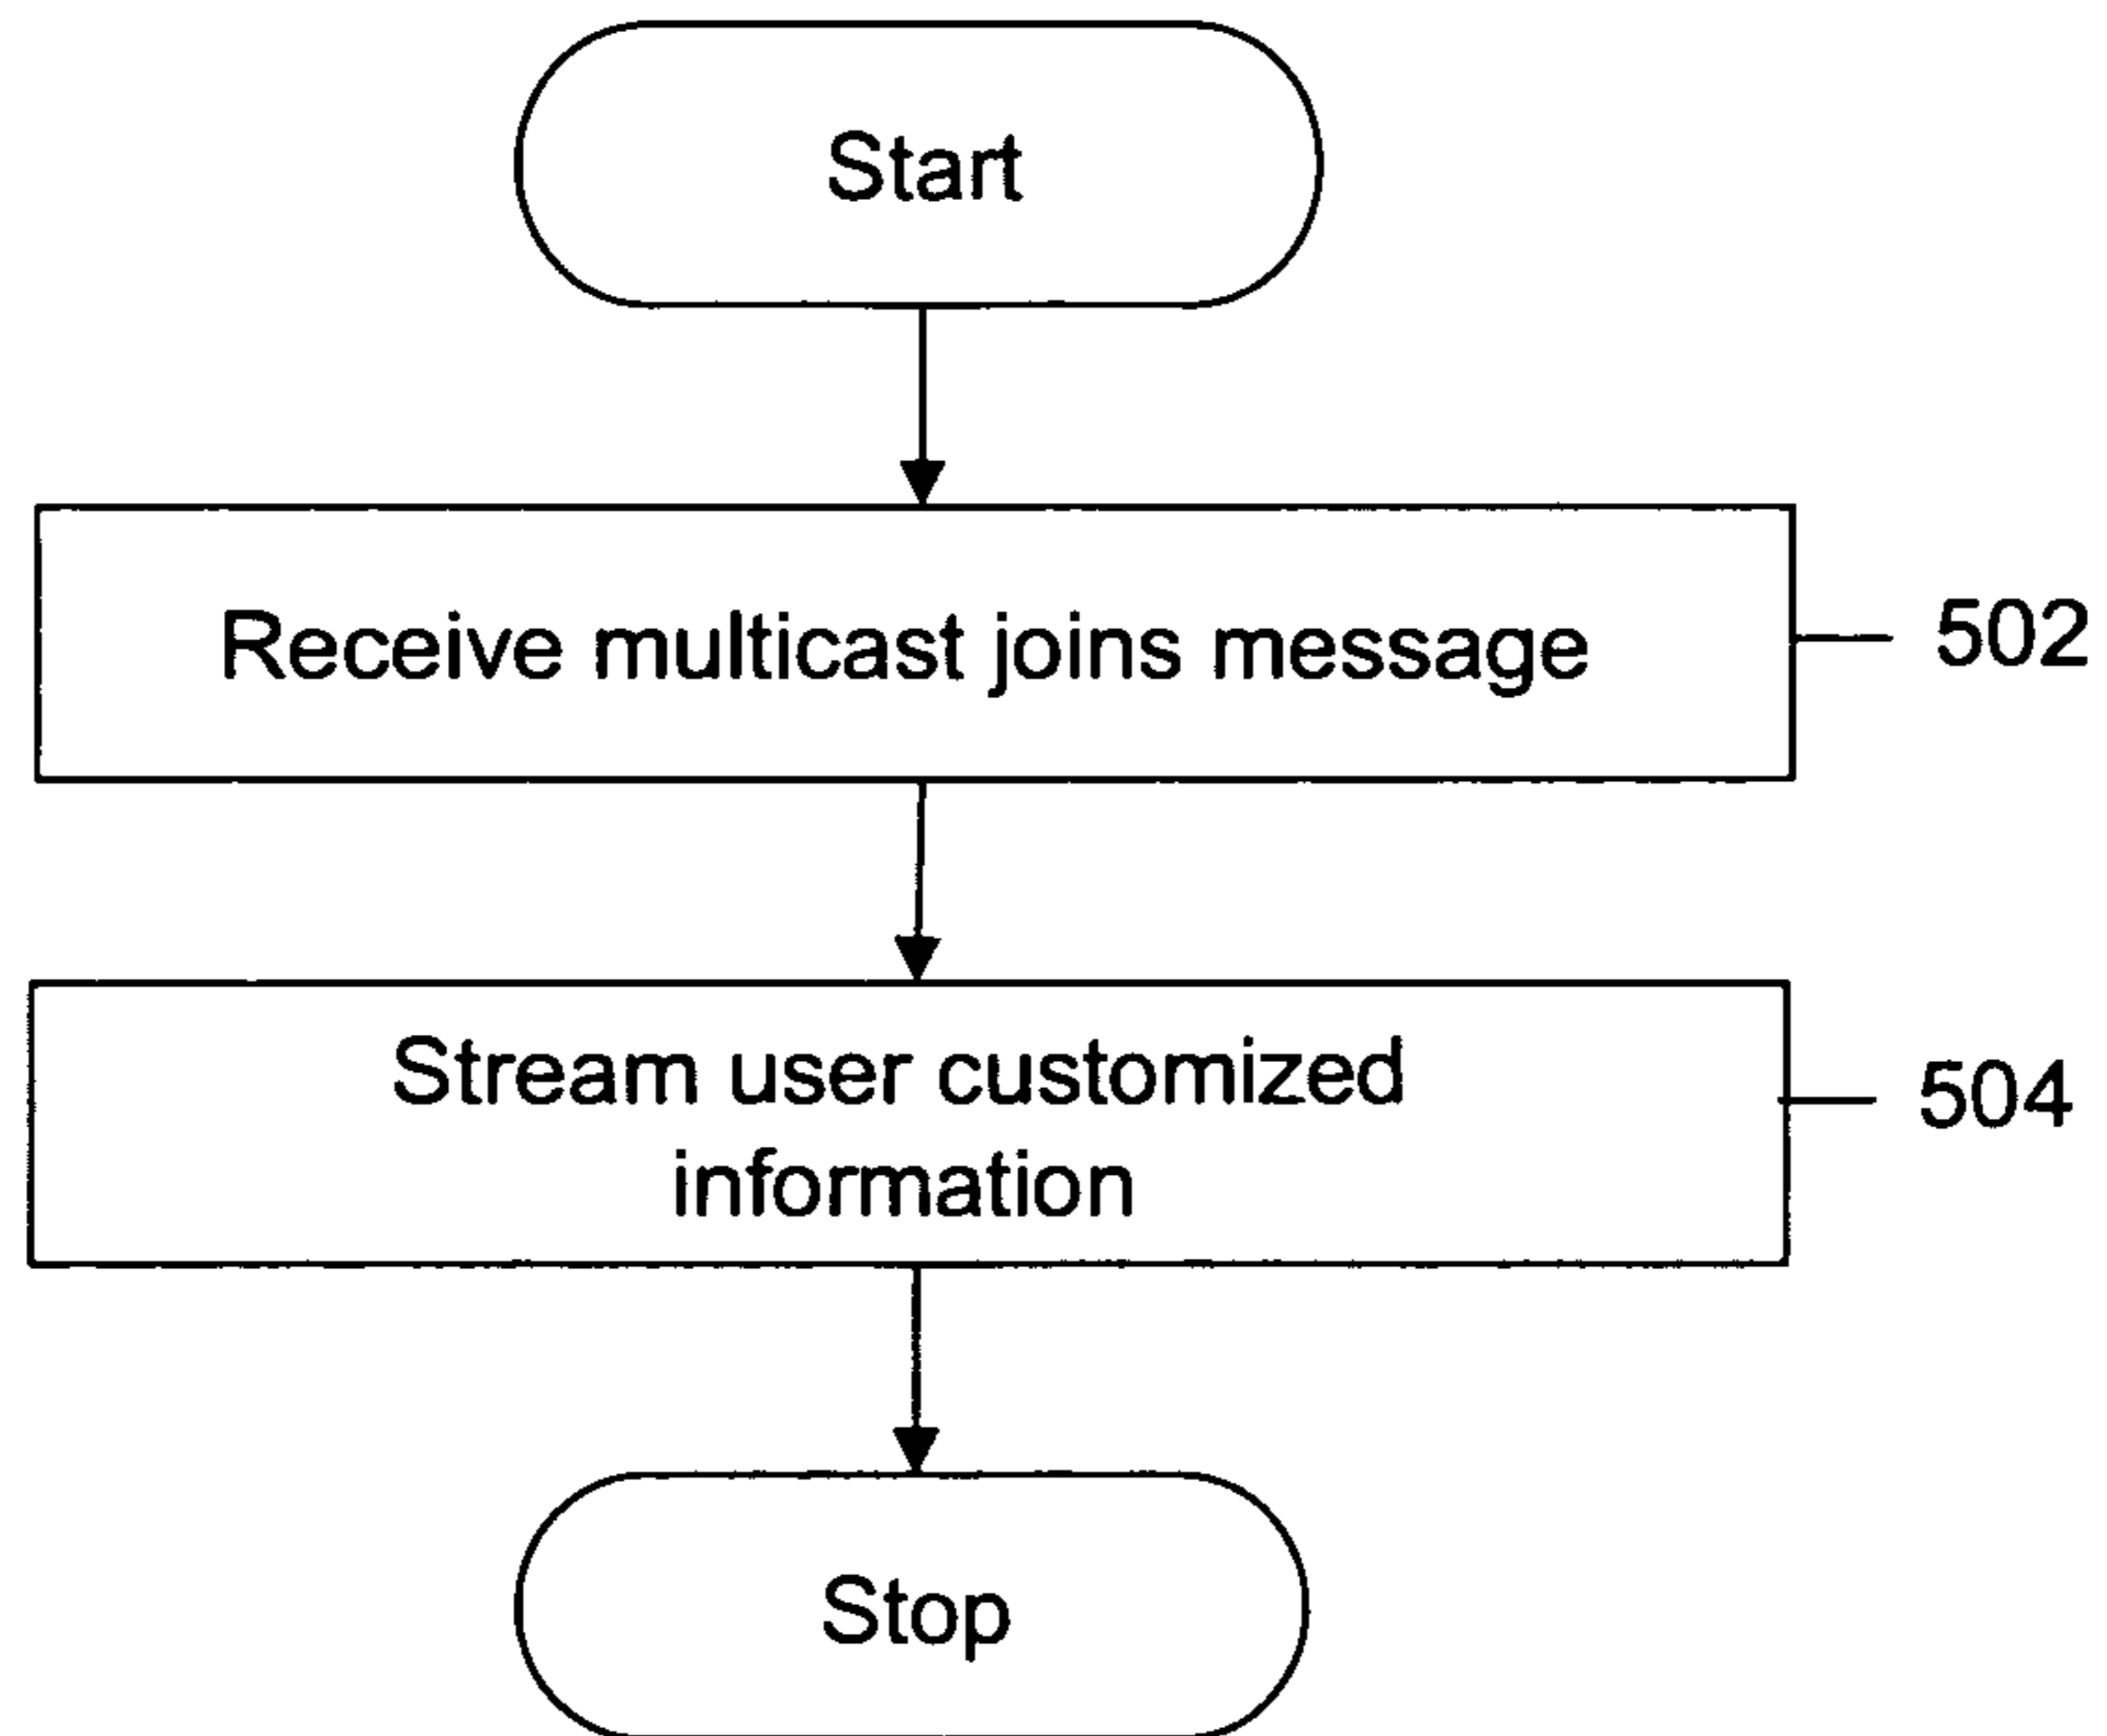 Start
Receive multicast joins message
502
Stream user customized
information
504
Stop